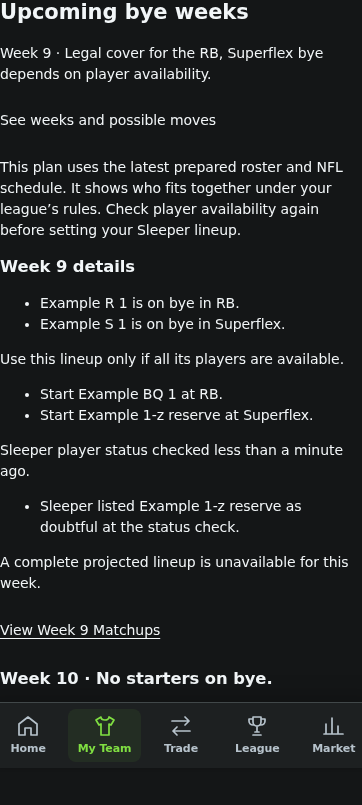 Upcoming bye weeks
Week 9 · Legal cover for the RB, Superflex bye
depends on player availability.
See weeks and possible moves
This plan uses the latest prepared roster and NFL
schedule. It shows who fits together under your
league’s rules. Check player availability again
before setting your Sleeper lineup.
Week 9 details
• Example R 1 is on bye in RB.
• Example S 1 is on bye in Superflex.
Use this lineup only if all its players are available.
• Start Example BQ 1 at RB.
• Start Example 1-z reserve at Superflex.
Sleeper player status checked less than a minute
ago.
• Sleeper listed Example 1-z reserve as
doubtful at the status check.
A complete projected lineup is unavailable for this
week.
View Week 9 Matchups
Week 10 · No starters on bye.
Home My Team Trade League Market